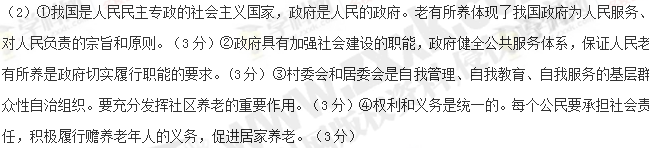 （2）①我国是人民民主专政的社会主义国家，政府是人民的政府。老有所养体现了我国政府为人民服务、
对人民负责的宗旨和原则。（3 分）②政府具有加强社会建设的职能，政府健全公共服务体系，保证人民老
有所养是政府切实履行职能的要求。（3 分）③村委会和居委会是自我管理、自我教育、自我服务的基层群
众性自治组织。要充分发挥社区养老的重要作用。（3 分）④权利和义务是统一的。每个公民要承担社会责
任，积极履行赡养老年人的义务，促进居家养老。（3 分）